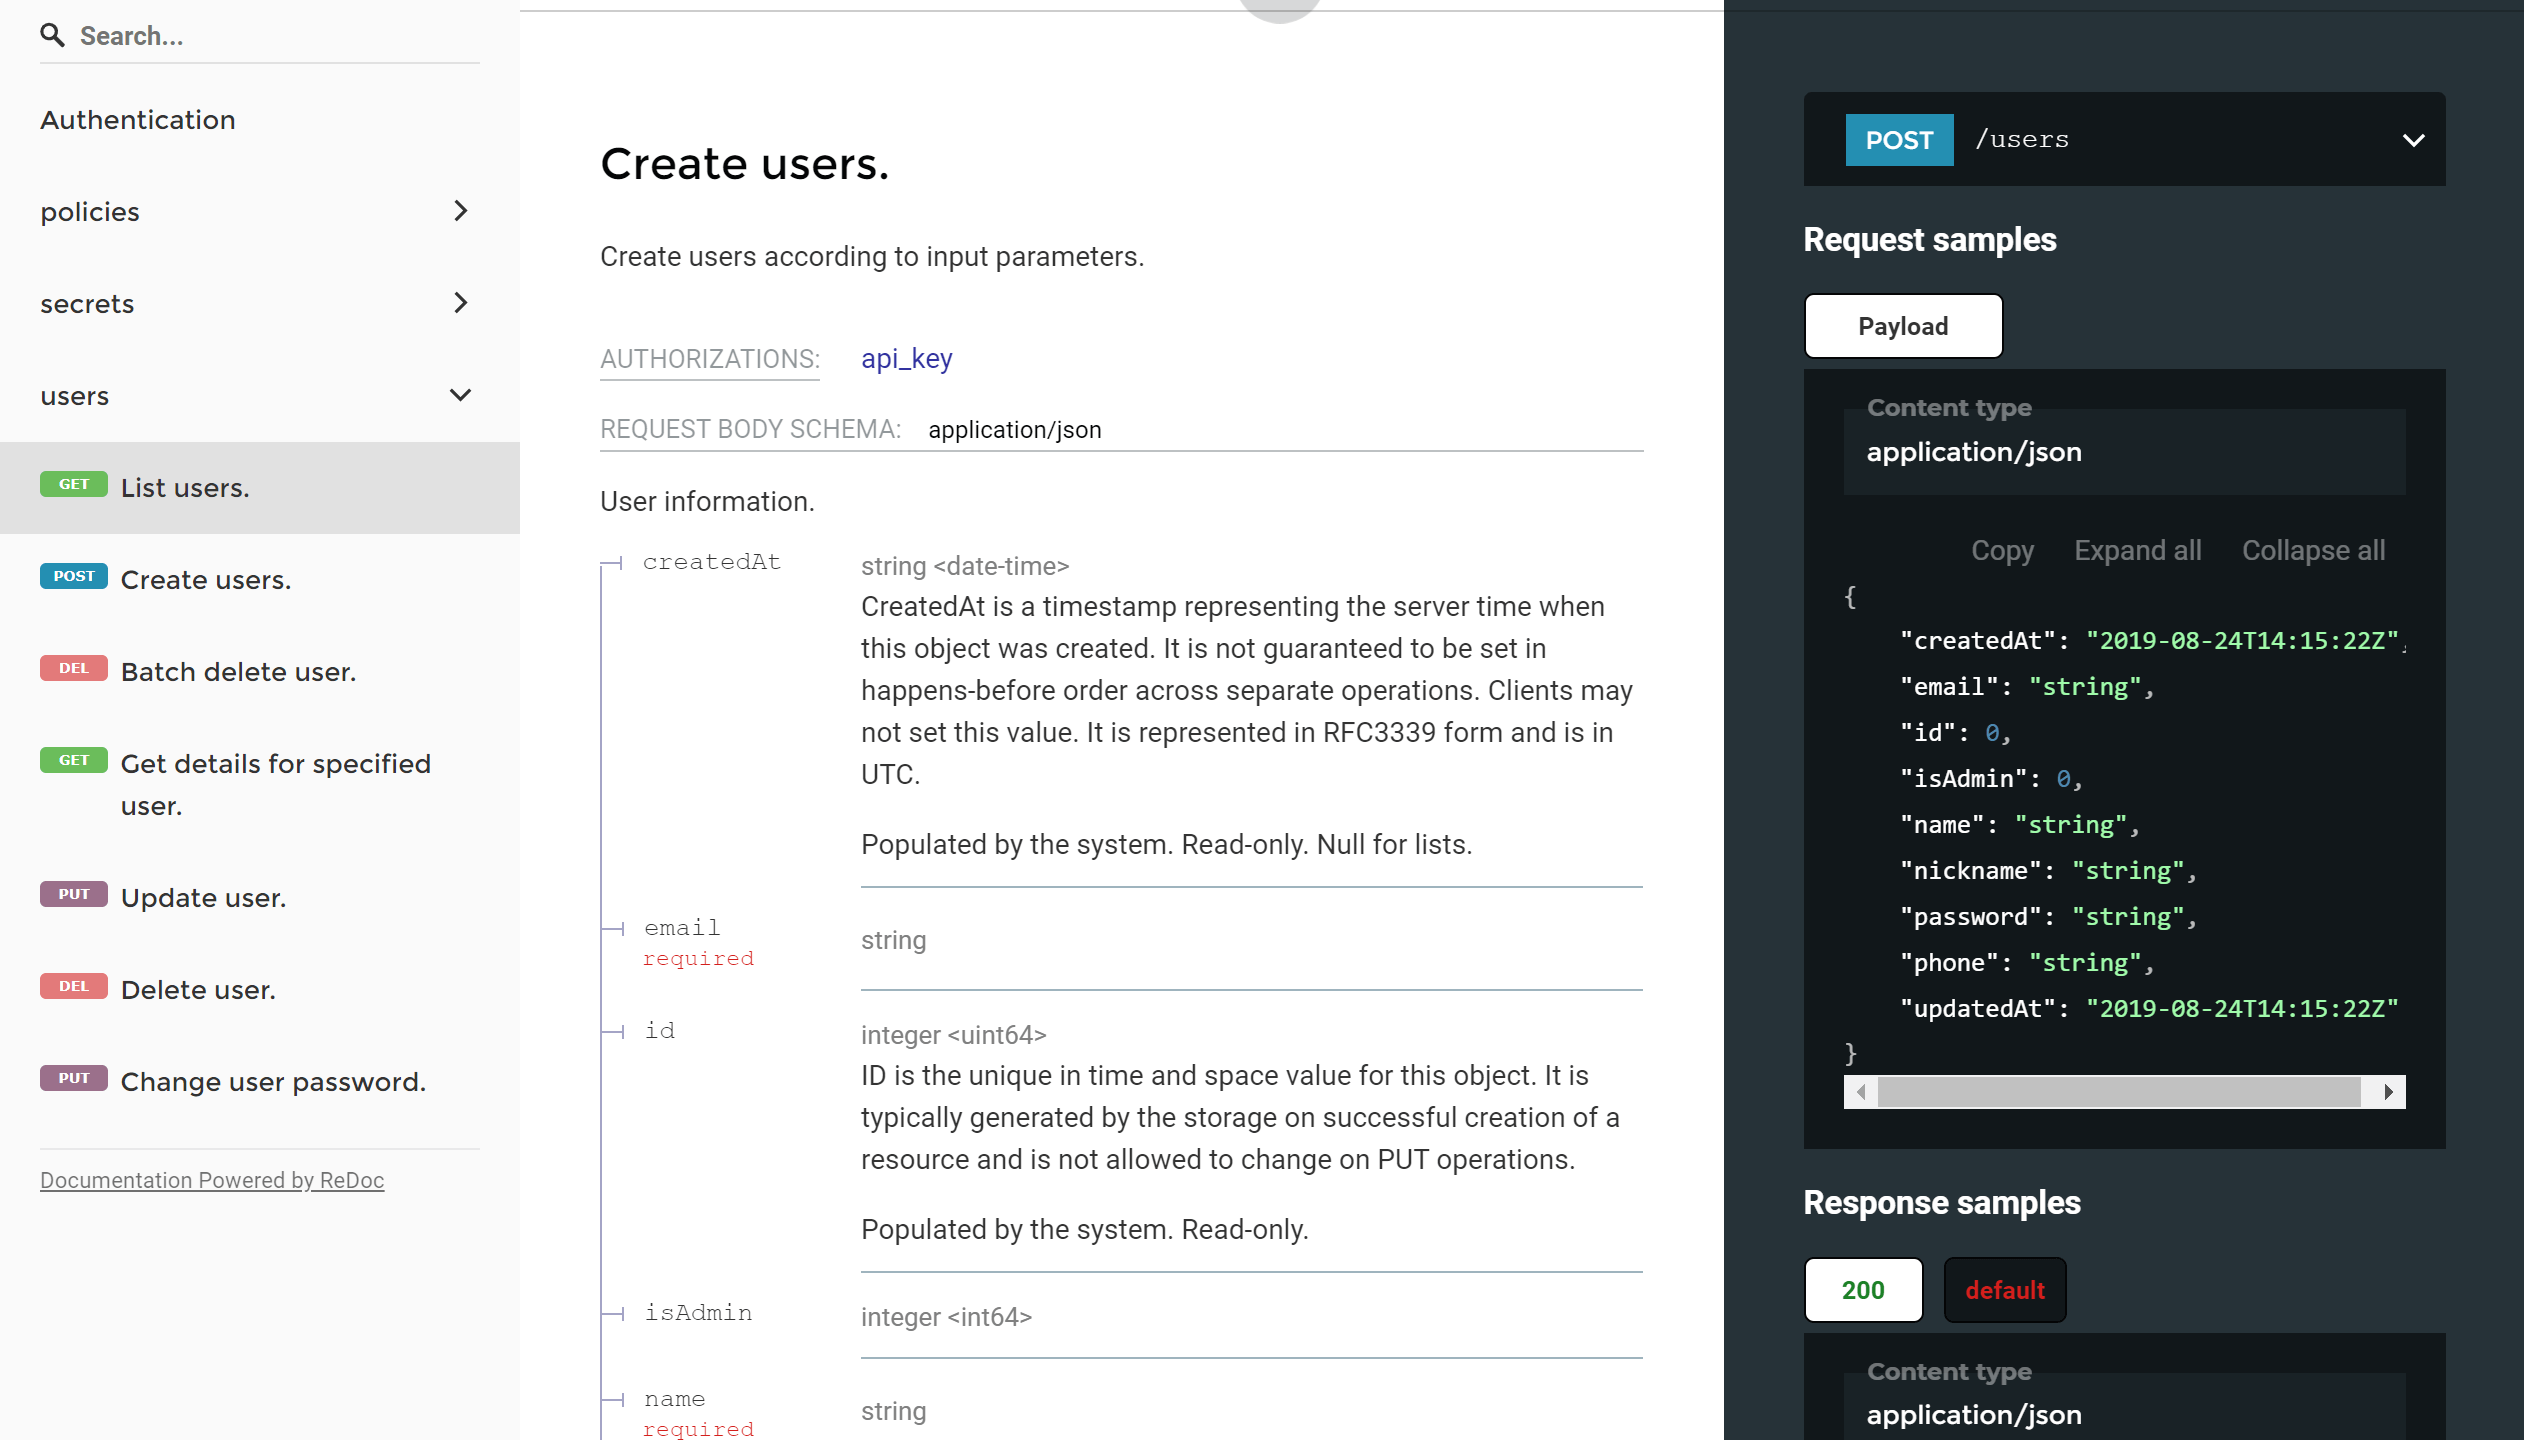 Search...
Authentication
policies
secrets
users
GET List users.
POST Create users.
DEL Batch delete user.
GET Get details for specified
user.
PUT Update user.
DEL Delete user.
PUT Change user password.
Documentation Powered by ReDoc
Create users.
Create users according to input parameters.
AUTHORIZATIONS: api_key
REQUEST BODY SCHEMA: application/json
User information.
createdAt
string <date-time>
CreatedAt is a timestamp representing the server time when
this object was created. It is not guaranteed to be set in
happens-before order across separate operations. Clients may
not set this value. It is represented in RFC3339 form and is in
UTC.
Populated by the system. Read-only. Null for lists.
email
required
string
id
integer <uint64>
ID is the unique in time and space value for this object. It is
typically generated by the storage on successful creation of a
resource and is not allowed to change on PUT operations.
Populated by the system. Read-only.
isAdmin
integer <int64>
name
required
string
POST /users
Request samples
Payload
Content type
application/json
Copy Expand all Collapse all
{
"createdAt": "2019-08-24T14:15:22Z",
"email": "string",
"id": 0,
"isAdmin": 0,
"name": "string",
"nickname": "string",
"password": "string",
"phone": "string",
"updatedAt": "2019-08-24T14:15:22Z"
}
Response samples
200 default
Content type
application/json